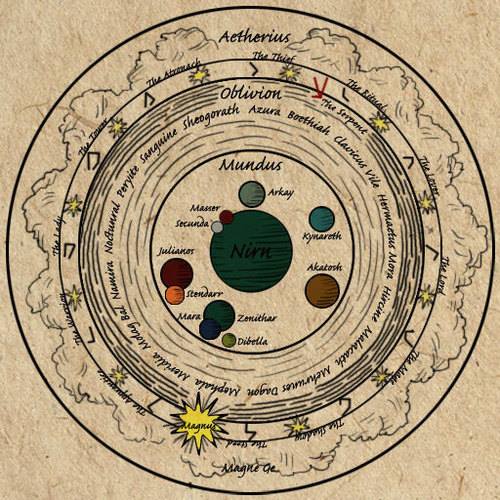 Aetherius
The Thief
The Ritual
The Serpent
The Lover
The Lord
The Mage
The Shadow
The Steed
Magnus
Magne Ge
The Apprentice
The Warrior
The Lady
The Tower
The Atronach
Oblivion
Azura
Boethiah
Clavicus Vile
Hermaeus Mora
Hircine
Malacath
Mehrunes Dagon
Mephala
Meridia
Molag Bal
Namira
Nocturnal
Peryite
Sanguine
Sheogorath
Mundus
Arkay
Masser
Secunda
Kynareth
Nirn
Julianos
Akatosh
Stendarr
Mara
Zenithar
Dibella